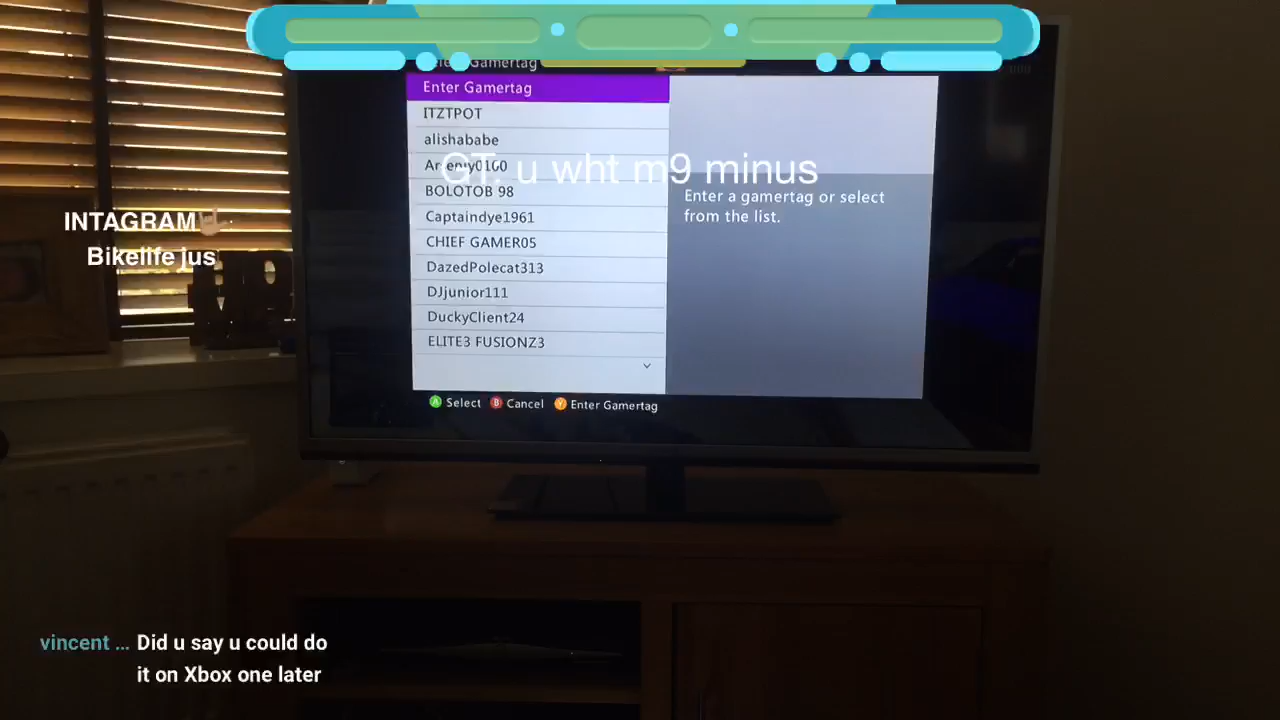 Gamertag
Enter Gamertag
ITZTPOT
alishababe
GT: u wht m9 minus
BOLOTOB 98
Captaindye1961
CHIEF GAMER05
DazedPolecat313
DJjunior111
DuckyClient24
ELITE3 FUSIONZ3
Enter a gamertag or select
from the list.
A Select B Cancel Y Enter Gamertag
INTAGRAM🤘🏻
Bikelife jus
vincent ... Did u say u could do
it on Xbox one later